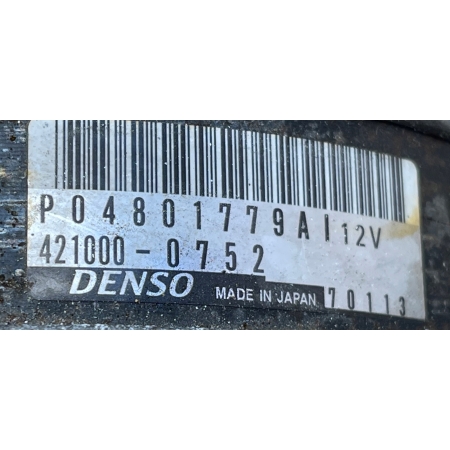 P04801779AI 12V
421000-0752
DENSO MADE IN JAPAN 70113